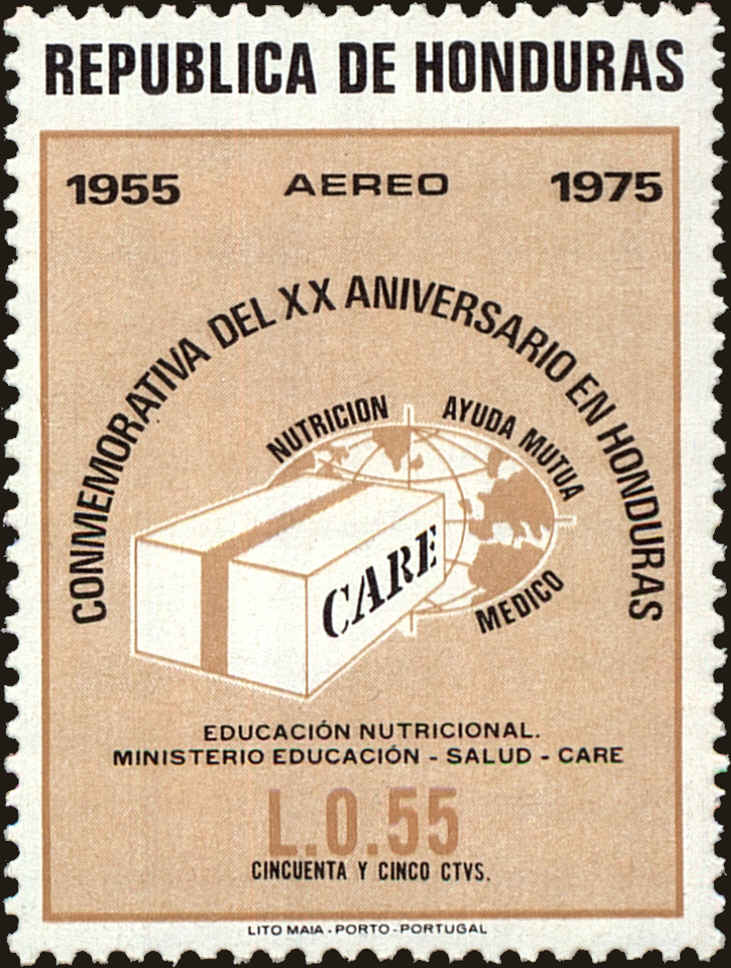 REPUBLICA DE HONDURAS
1955 AEREO 1975
CONMEMORATIVA DEL XX ANIVERSARIO EN HONDURAS
NUTRICION AYUDA MUTUA
MEDICO
CARE
EDUCACIÓN NUTRICIONAL.
MINISTERIO EDUCACIÓN - SALUD - CARE
L.0.55
CINCUENTA Y CINCO CTVS.
LITO MAIA - PORTO - PORTUGAL